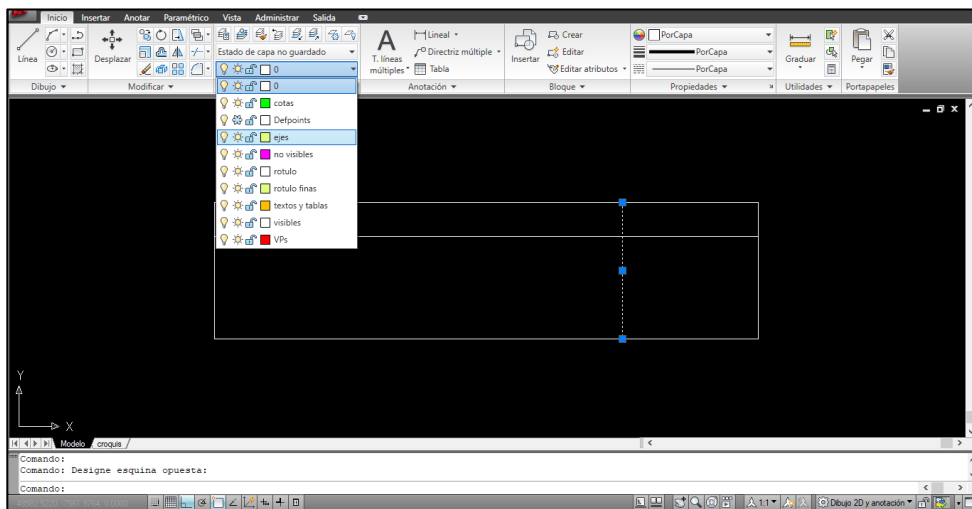 Inicio Insertar Anotar Paramétrico Vista Administrar Salida
Línea
Desplazar
Estado de capa no guardado
0
A
T. líneas
múltiples
Lineal
Directriz múltiple
Tabla
Insertar
Crear
Editar
Editar atributos
PorCapa
PorCapa
PorCapa
Graduar
Pegar
Dibujo
Modificar
Anotación
Bloque
Propiedades
Utilidades
Portapapeles
0
cotas
Defpoints
ejes
no visibles
rotulo
rotulo finas
textos y tablas
visibles
VPs
Y
X
Modelo croquis
Comando:
Comando: Designe esquina opuesta:
Comando:
1:1
Dibujo 2D y anotación